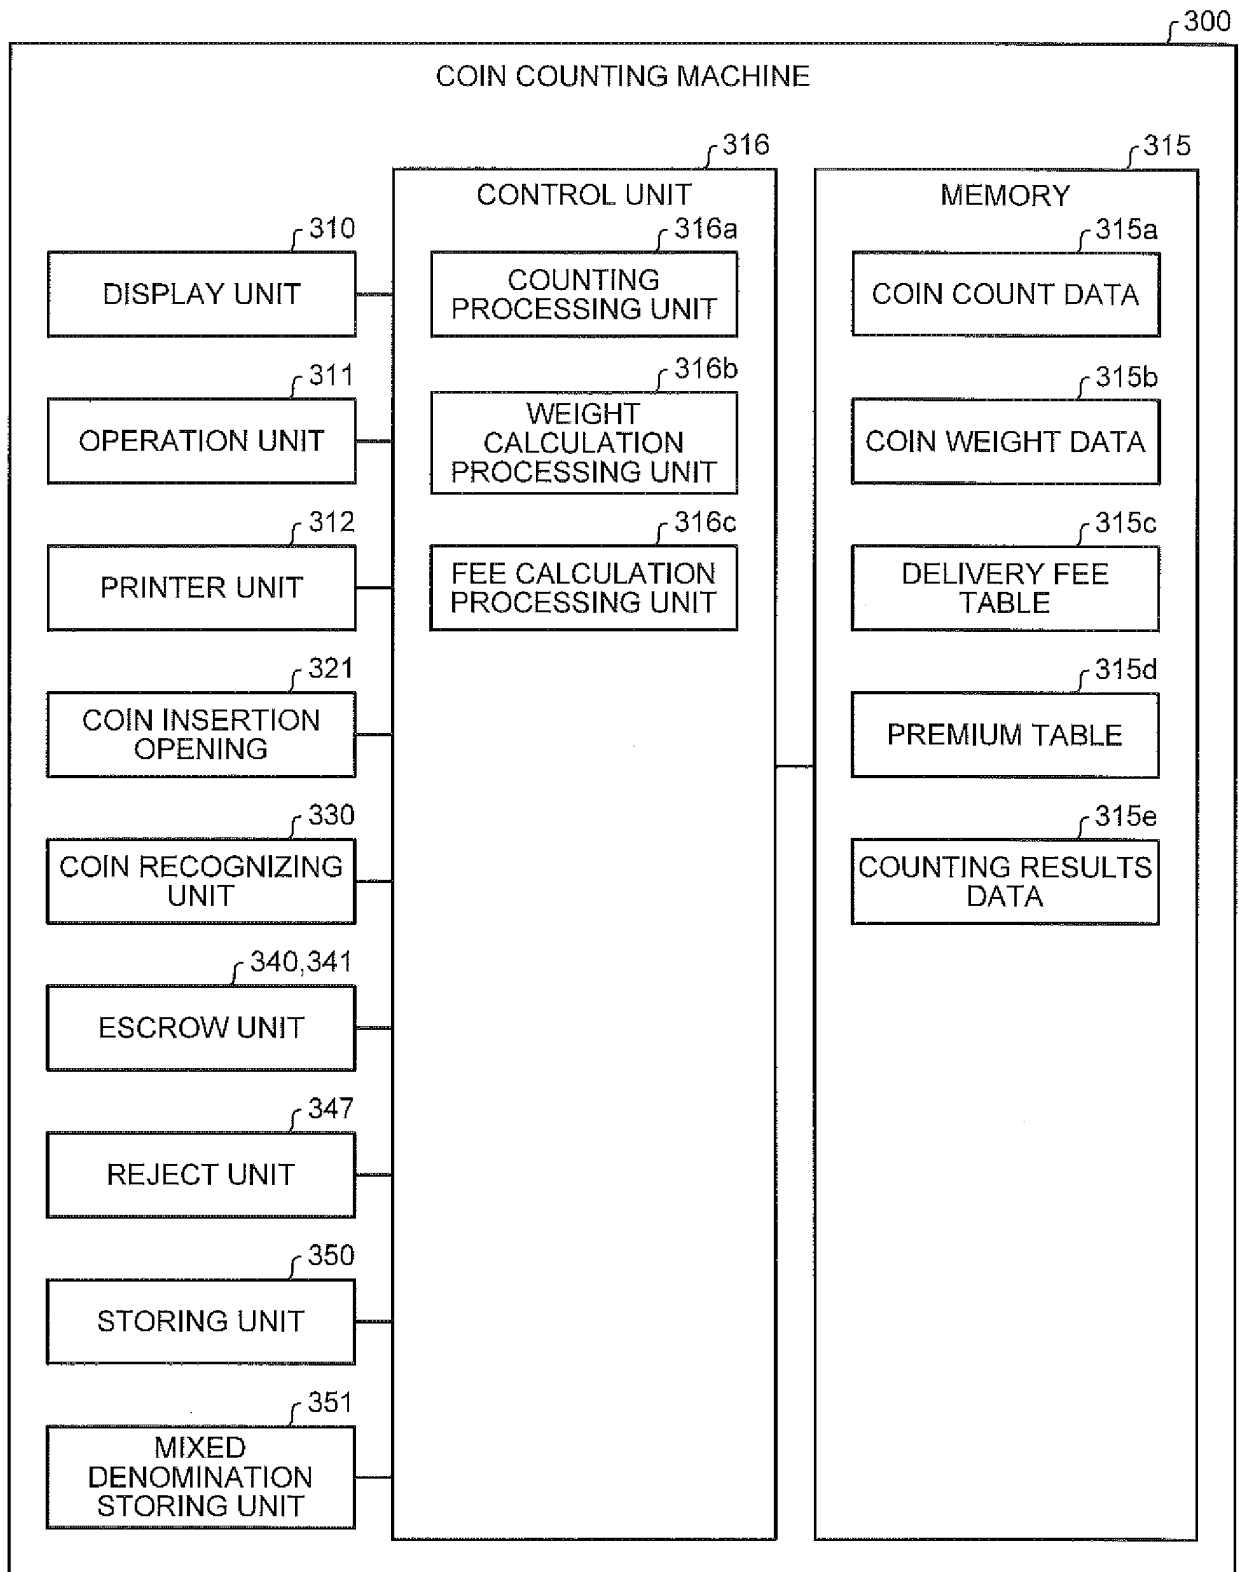 300
COIN COUNTING MACHINE
316
CONTROL UNIT
315
MEMORY
310
DISPLAY UNIT
311
OPERATION UNIT
312
PRINTER UNIT
321
COIN INSERTION
OPENING
330
COIN RECOGNIZING
UNIT
340,341
ESCROW UNIT
347
REJECT UNIT
350
STORING UNIT
351
MIXED
DENOMINATION
STORING UNIT
316a
COUNTING
PROCESSING UNIT
316b
WEIGHT
CALCULATION
PROCESSING UNIT
316c
FEE CALCULATION
PROCESSING UNIT
315a
COIN COUNT DATA
315b
COIN WEIGHT DATA
315c
DELIVERY FEE
TABLE
315d
PREMIUM TABLE
315e
COUNTING RESULTS
DATA